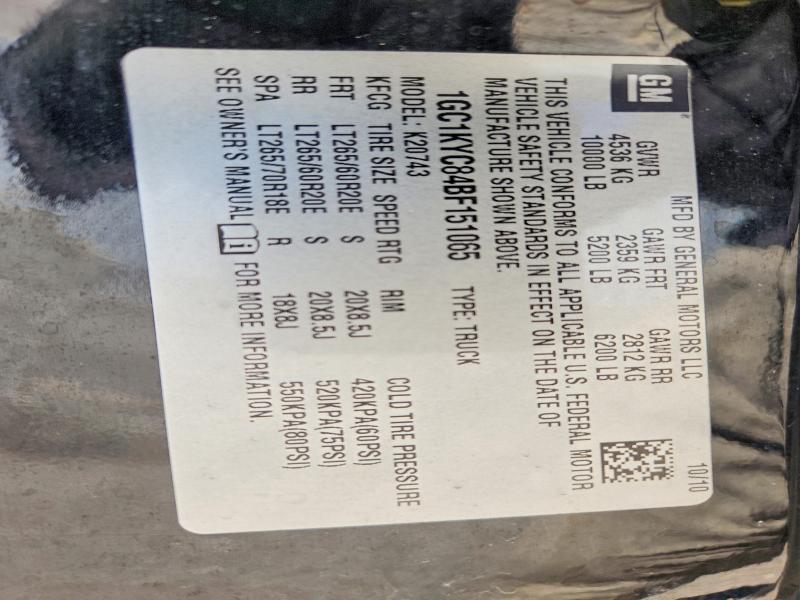 GM
MFD BY GENERAL MOTORS LLC 10/10
GVWR GAWR FRT GAWR RR
4536 KG 2359 KG 2812 KG
10000 LB 5200 LB 6200 LB
THIS VEHICLE CONFORMS TO ALL APPLICABLE U.S. FEDERAL MOTOR
VEHICLE SAFETY STANDARDS IN EFFECT ON THE DATE OF
MANUFACTURE SHOWN ABOVE.
1GC1KYC84BF151065 TYPE: TRUCK
MODEL: K20743
KFCG TIRE SIZE SPEED RTG RIM COLD TIRE PRESSURE
FRT LT265/60R20E S 20X8.5J 420KPA(60PSI)
RR LT265/60R20E S 20X8.5J 520KPA(75PSI)
SPA LT265/70R18E R 18X8J 550KPA(80PSI)
SEE OWNER'S MANUAL FOR MORE INFORMATION.